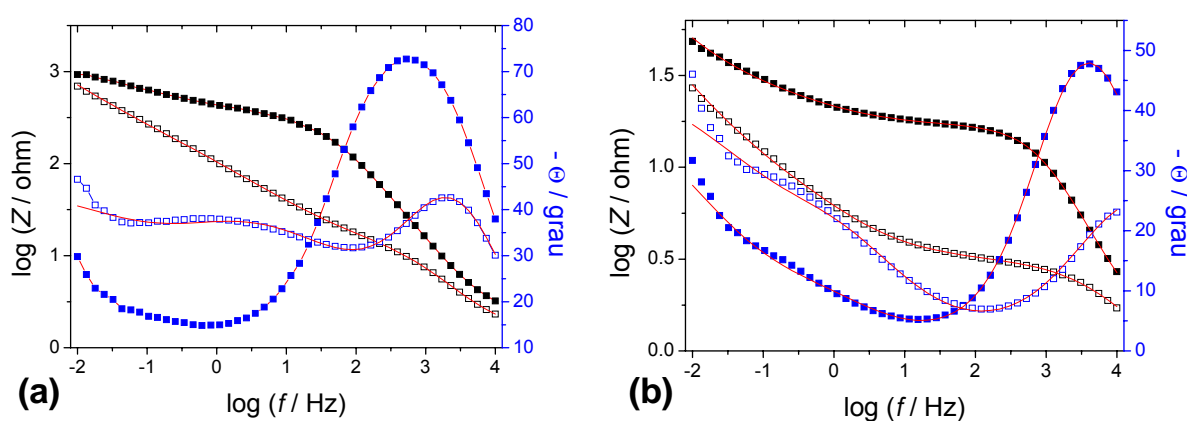 3
2
1
0
log (Z / ohm)
-2 -1 0 1 2 3 4
log (f / Hz)
80
70
60
50
40
30
20
10
- Θ / grau
(a)
1.5
1.0
0.5
0.0
log (Z / ohm)
-2 -1 0 1 2 3 4
log (f / Hz)
50
40
30
20
10
0
- Θ / grau
(b)